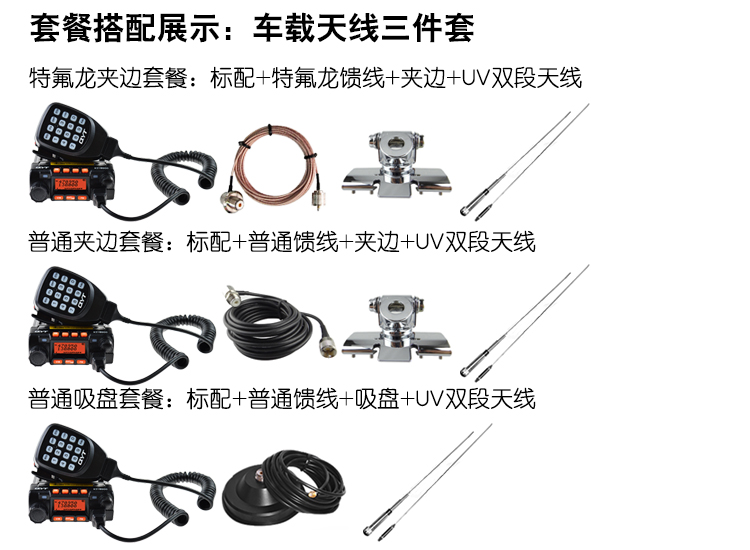 套餐搭配展示：车载天线三件套
特氟龙夹边套餐：标配+特氟龙馈线+夹边+UV双段天线
普通夹边套餐：标配+普通馈线+夹边+UV双段天线
普通吸盘套餐：标配+普通馈线+吸盘+UV双段天线